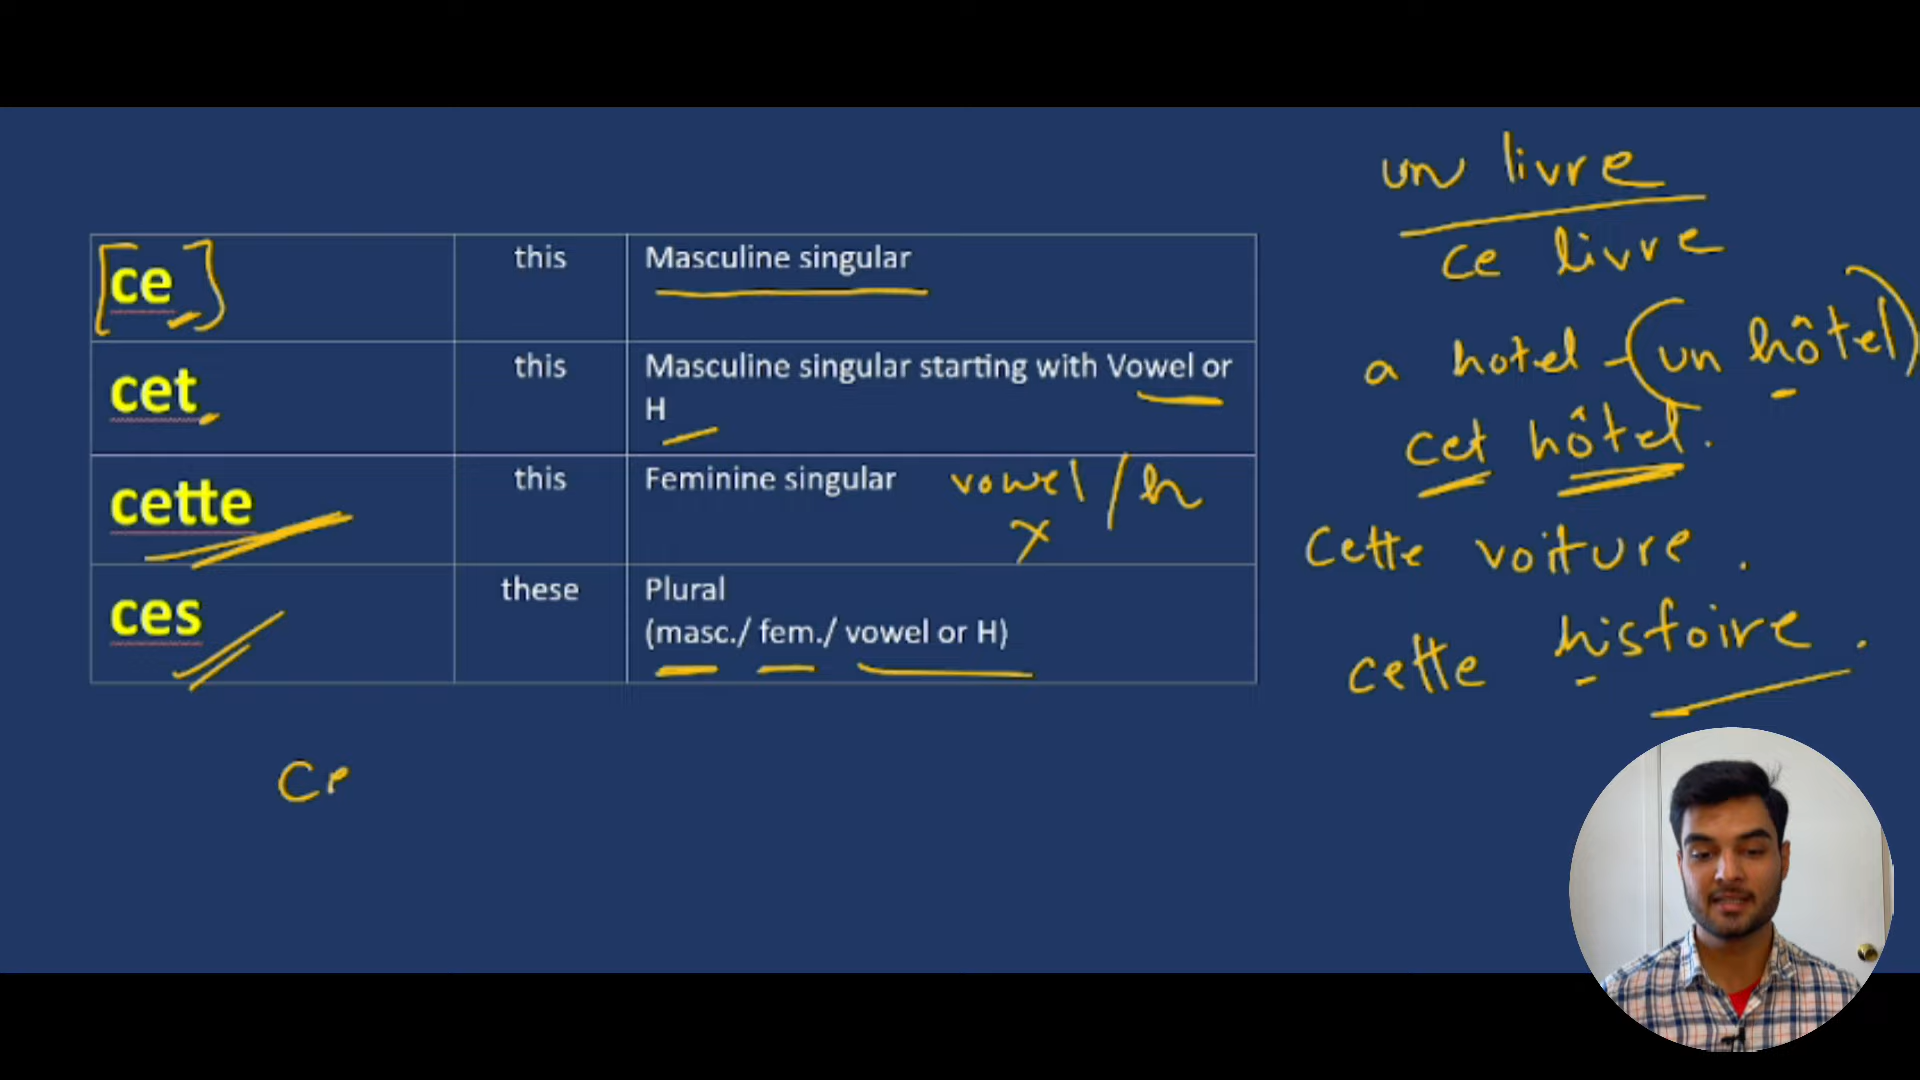 un livre
ce livre
ce this Masculine singular
a hotel - (un hôtel)
cet this Masculine singular starting with Vowel or
H
cet hôtel.
cette this Feminine singular vowel / h
x
cette voiture.
ces these Plural
(masc./ fem./ vowel or H)
cette histoire.
ce